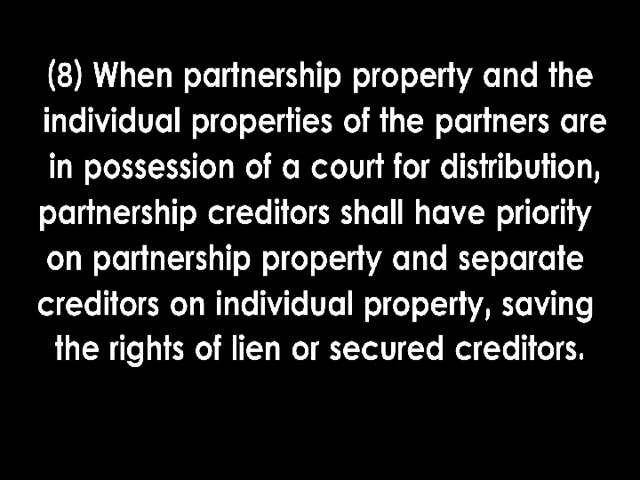 (8) When partnership property and the
individual properties of the partners are
in possession of a court for distribution,
partnership creditors shall have priority
on partnership property and separate
creditors on individual property, saving
the rights of lien or secured creditors.